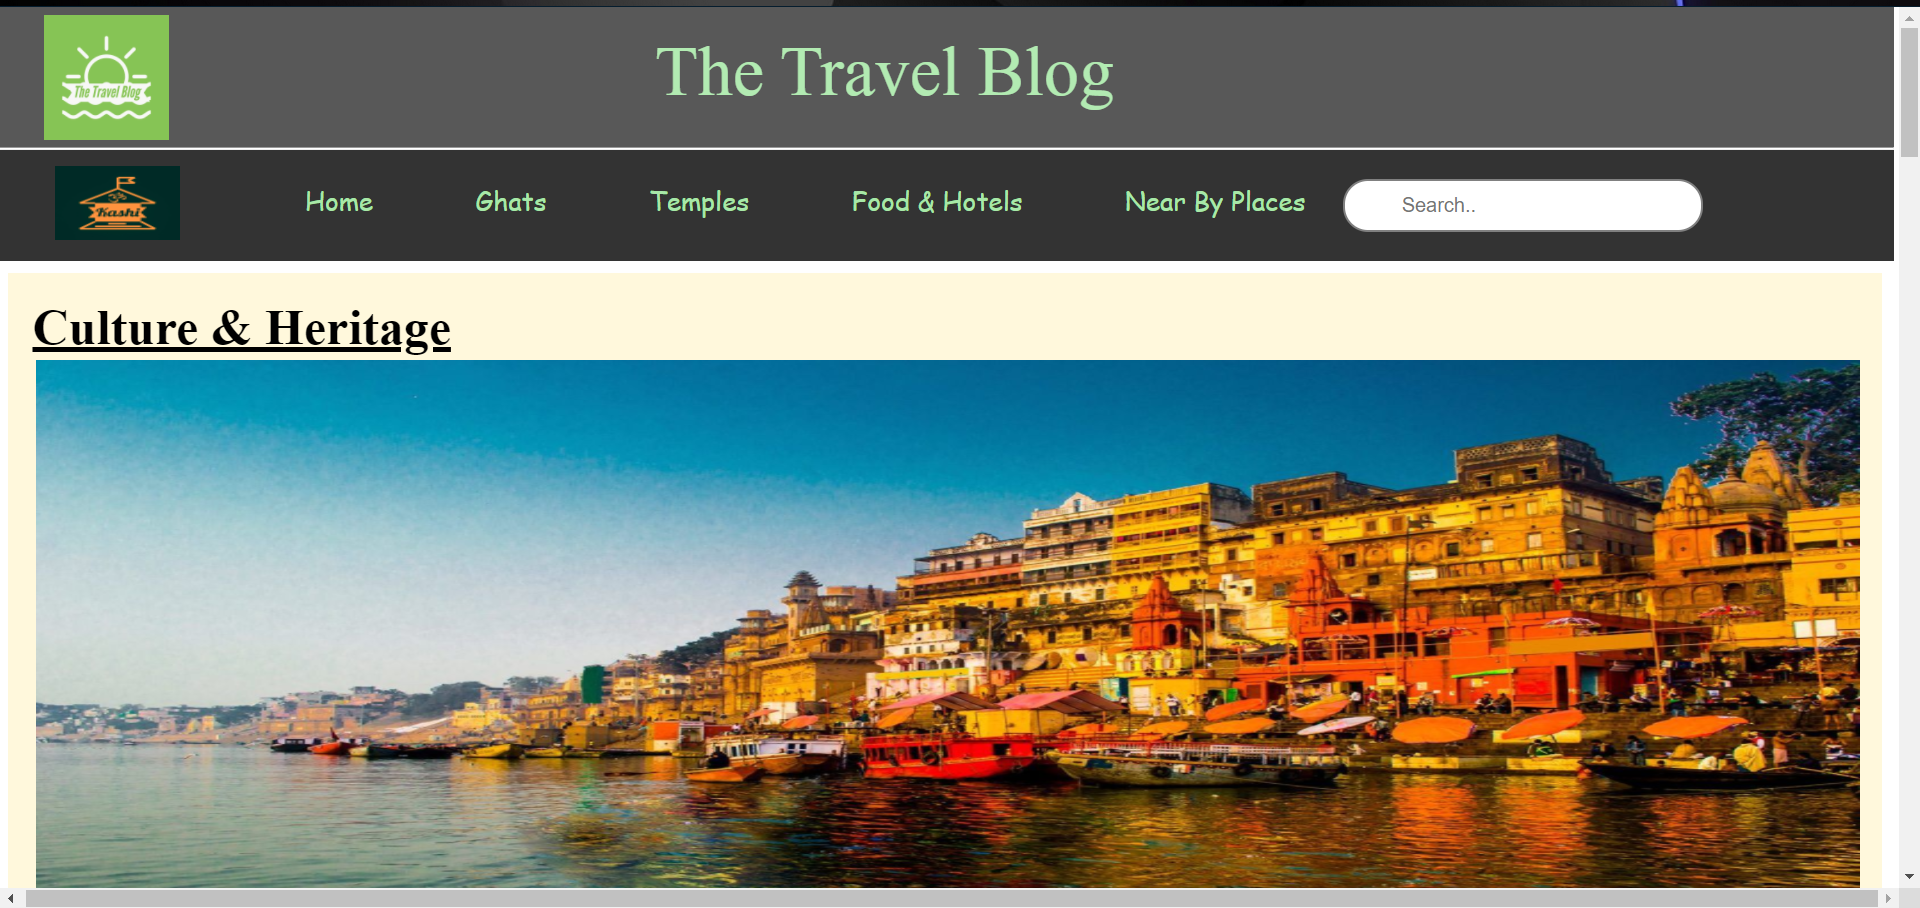 The Travel Blog
The Travel Blog
Kashi
Home
Ghats
Temples
Food & Hotels
Near By Places
Search..
Culture & Heritage